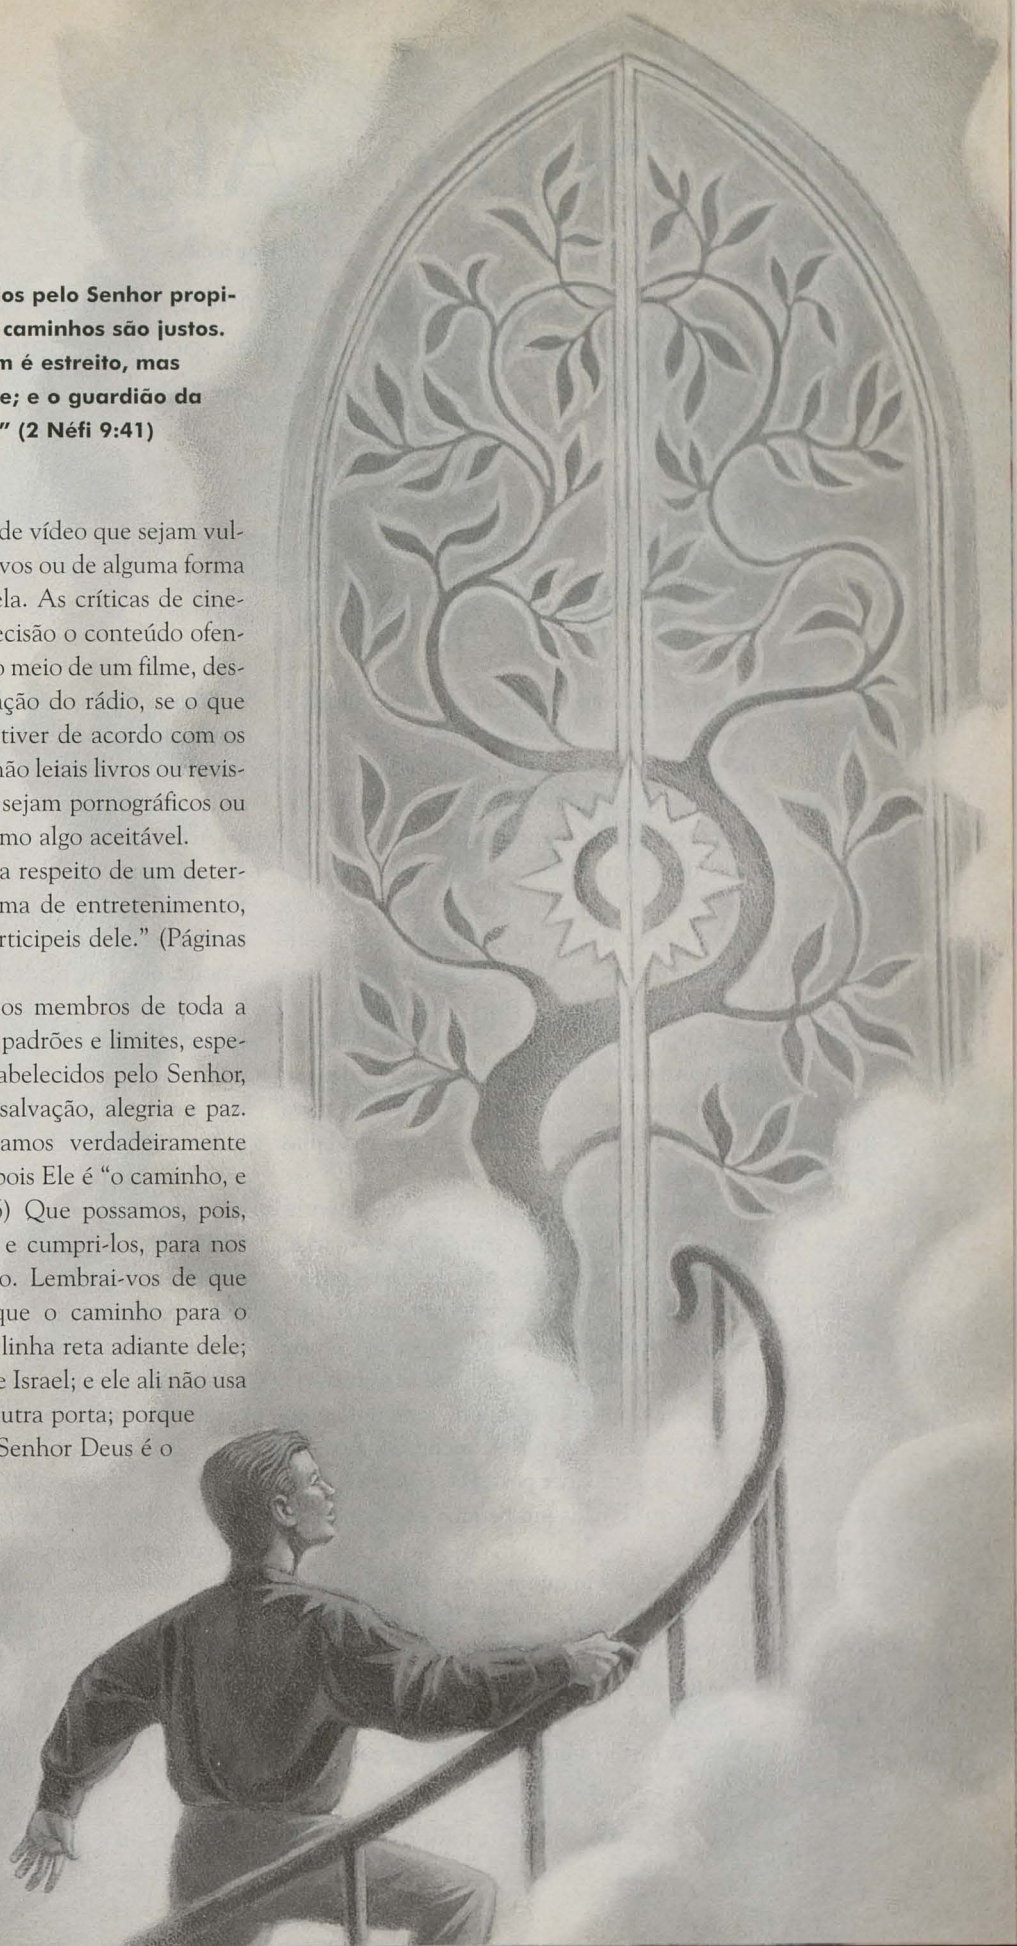 os pelo Senhor propi-
caminhos são justos.
é estreito, mas
e; e o guardião da
” (2 Néfi 9:41)
de vídeo que sejam vul-
vos ou de alguma forma
ela. As críticas de cine-
ecisão o conteúdo ofen-
o meio de um filme, des-
ação do rádio, se o que
tiver de acordo com os
não leiais livros ou revis-
sejam pornográficos ou
mo algo aceitável.
a respeito de um deter-
ma de entretenimento,
rticipeis dele.” (Páginas
os membros de toda a
padrões e limites, espe-
abelecidos pelo Senhor,
salvação, alegria e paz.
amos verdadeiramente
pois Ele é “o caminho, e
) Que possamos, pois,
e cumpri-los, para nos
o. Lembrai-vos de que
que o caminho para o
linha reta adiante dele;
e Israel; e ele ali não usa
utra porta; porque
Senhor Deus é o